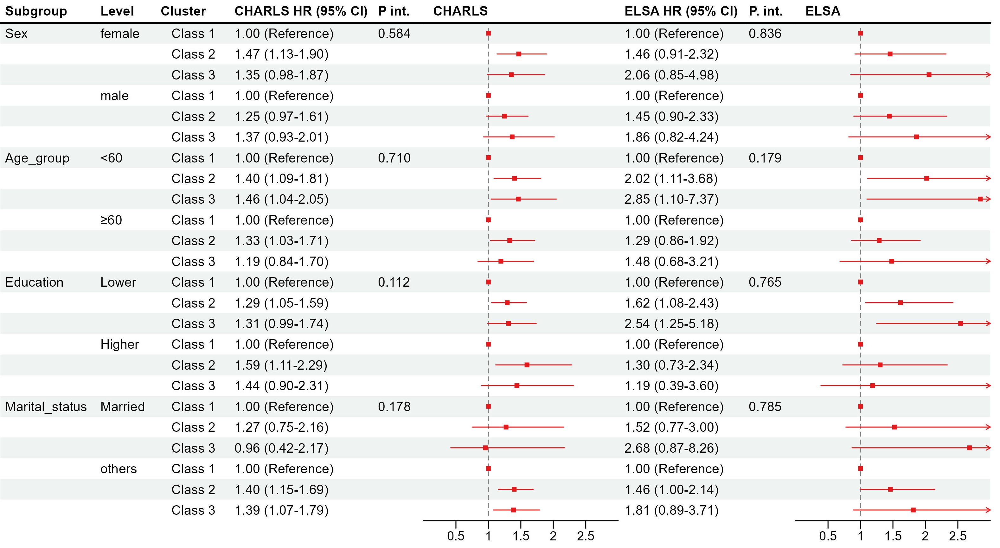 Subgroup Level Cluster CHARLS HR (95% CI) P int. CHARLS ELSA HR (95% CI) P. int. ELSA
Sex female Class 1 1.00 (Reference) 0.584 1.00 (Reference) 0.836
Class 2 1.47 (1.13-1.90) 1.46 (0.91-2.32)
Class 3 1.35 (0.98-1.87) 2.06 (0.85-4.98)
male Class 1 1.00 (Reference) 1.00 (Reference)
Class 2 1.25 (0.97-1.61) 1.45 (0.90-2.33)
Class 3 1.37 (0.93-2.01) 1.86 (0.82-4.24)
Age_group <60 Class 1 1.00 (Reference) 0.710 1.00 (Reference) 0.179
Class 2 1.40 (1.09-1.81) 2.02 (1.11-3.68)
Class 3 1.46 (1.04-2.05) 2.85 (1.10-7.37)
≥60 Class 1 1.00 (Reference) 1.00 (Reference)
Class 2 1.33 (1.03-1.71) 1.29 (0.86-1.92)
Class 3 1.19 (0.84-1.70) 1.48 (0.68-3.21)
Education Lower Class 1 1.00 (Reference) 0.112 1.00 (Reference) 0.765
Class 2 1.29 (1.05-1.59) 1.62 (1.08-2.43)
Class 3 1.31 (0.99-1.74) 2.54 (1.25-5.18)
Higher Class 1 1.00 (Reference) 1.00 (Reference)
Class 2 1.59 (1.11-2.29) 1.30 (0.73-2.34)
Class 3 1.44 (0.90-2.31) 1.19 (0.39-3.60)
Marital_status Married Class 1 1.00 (Reference) 0.178 1.00 (Reference) 0.785
Class 2 1.27 (0.75-2.16) 1.52 (0.77-3.00)
Class 3 0.96 (0.42-2.17) 2.68 (0.87-8.26)
others Class 1 1.00 (Reference) 1.00 (Reference)
Class 2 1.40 (1.15-1.69) 1.46 (1.00-2.14)
Class 3 1.39 (1.07-1.79) 1.81 (0.89-3.71)
0.5 1 1.5 2 2.5 0.5 1 1.5 2 2.5